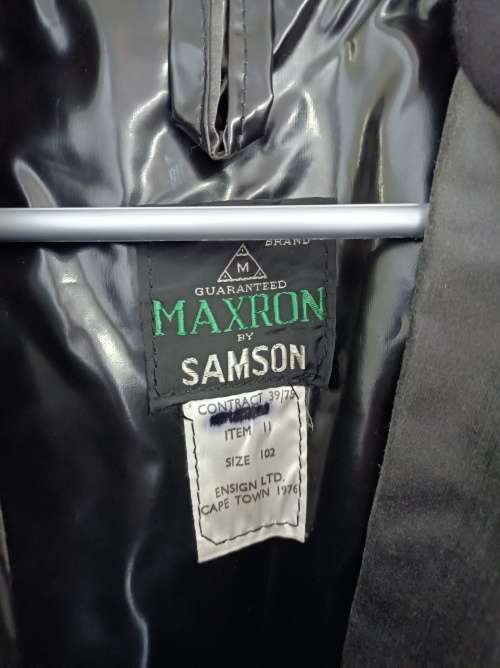 BRAND
M
GUARANTEED
MAXRON
BY
SAMSON
CONTRACT 39/75
ITEM 11
SIZE 102
ENSIGN LTD.
CAPE TOWN 1976